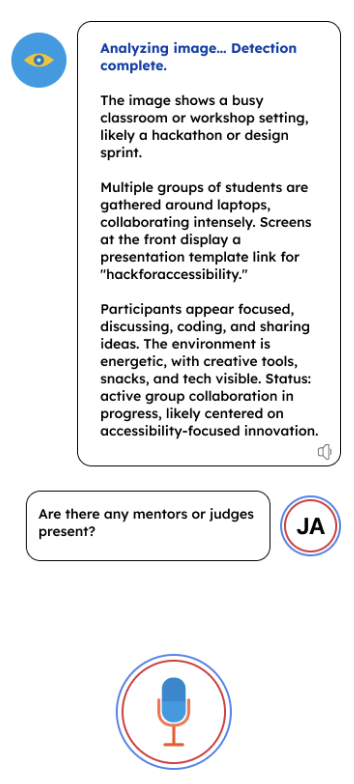 Analyzing image... Detection
complete.
The image shows a busy
classroom or workshop setting,
likely a hackathon or design
sprint.
Multiple groups of students are
gathered around laptops,
collaborating intensely. Screens
at the front display a
presentation template link for
"hackforaccessibility."
Participants appear focused,
discussing, coding, and sharing
ideas. The environment is
energetic, with creative tools,
snacks, and tech visible. Status:
active group collaboration in
progress, likely centered on
accessibility-focused innovation.
Are there any mentors or judges
present?
JA